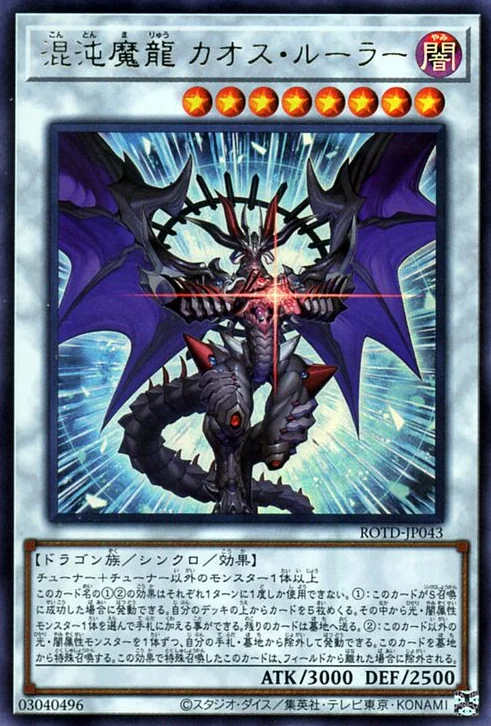 混沌魔龍 カオス・ルーラー
闇
ROTD-JP043
【ドラゴン族／シンクロ／効果】
チューナー＋チューナー以外のモンスター1体以上
このカード名の①②の効果はそれぞれ1ターンに1度しか使用できない。①：このカードがS召喚
に成功した場合に発動できる。自分のデッキの上からカードを5枚めくる。その中から光・闇属性
モンスター1体を選んで手札に加える事ができる。残りのカードは墓地へ送る。②：このカード以外の
光・闇属性モンスターを1体ずつ、自分の手札・墓地から除外して発動できる。このカードを墓地
から特殊召喚する。この効果で特殊召喚したこのカードは、フィールドから離れた場合に除外される。
ATK/3000 DEF/2500
03040496
©スタジオ・ダイス／集英社・テレビ東京・KONAMI